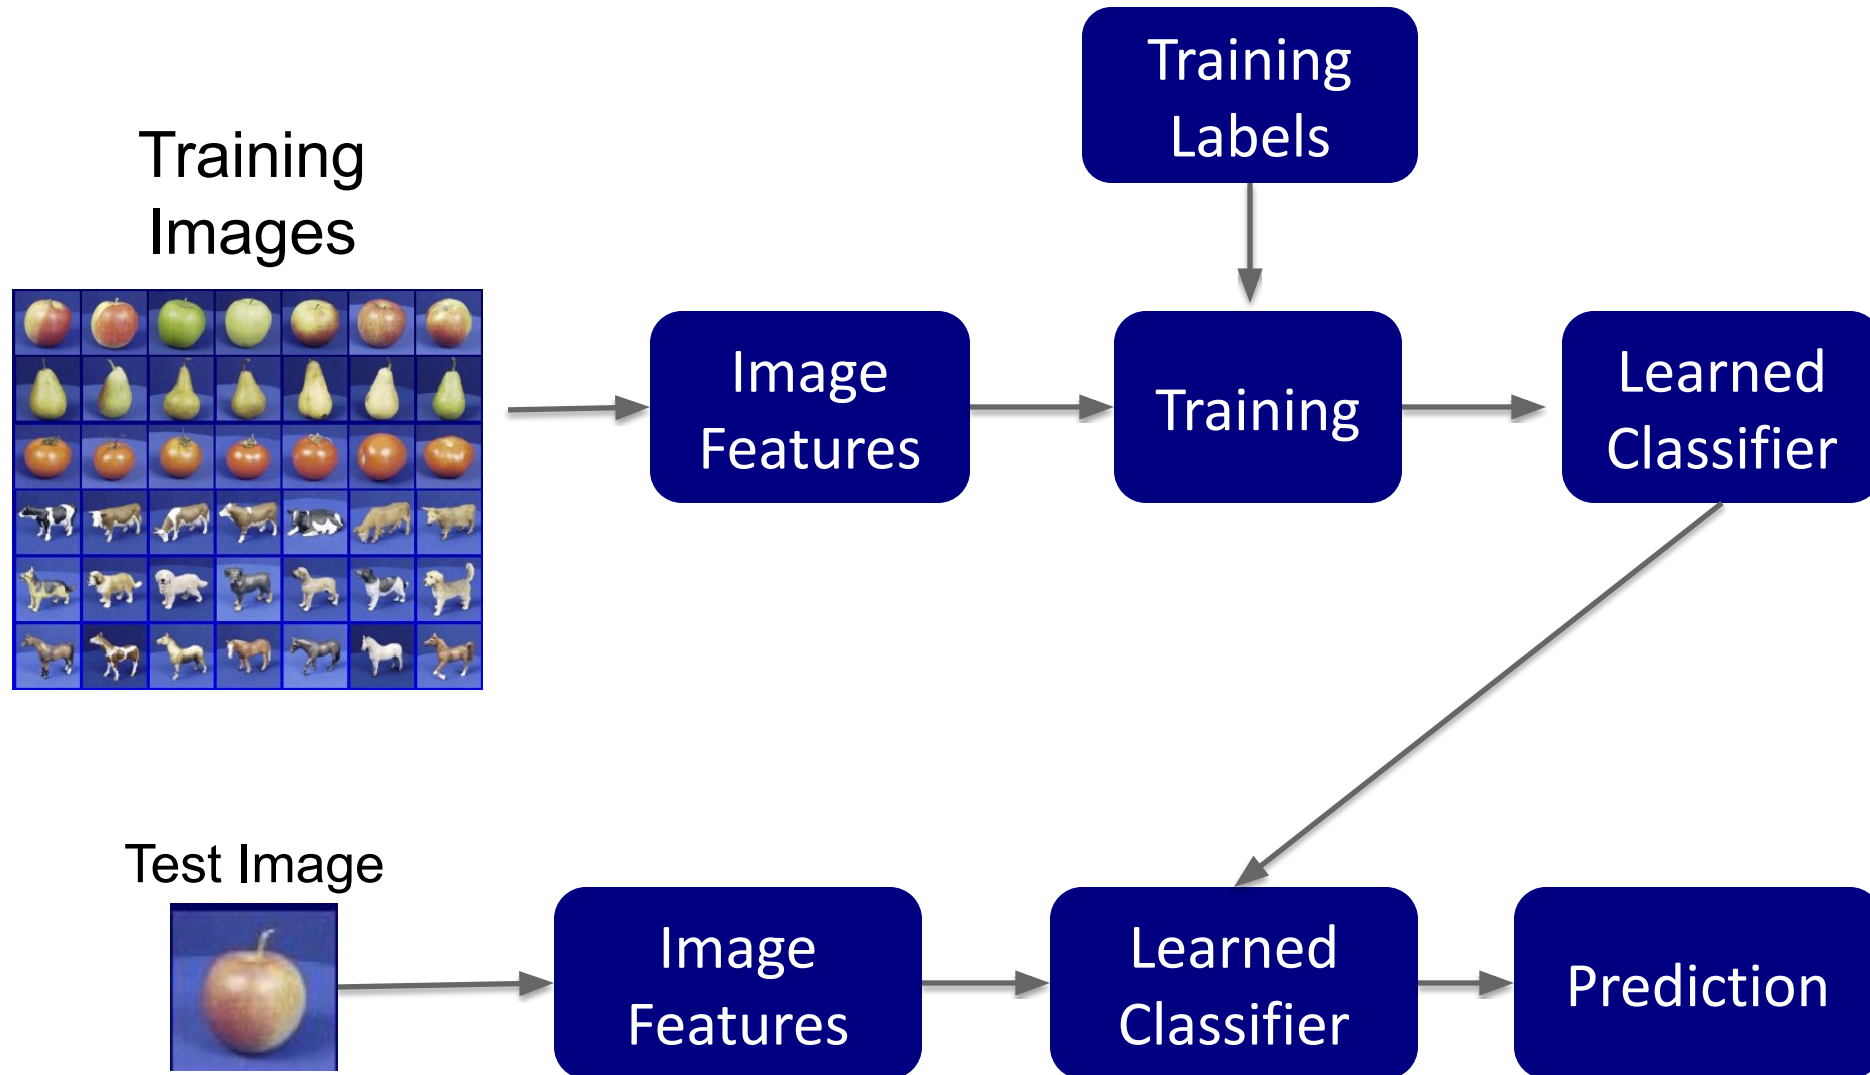 Training
Labels
Training
Images
Image
Features
Training
Learned
Classifier
Test Image
Image
Features
Learned
Classifier
Prediction